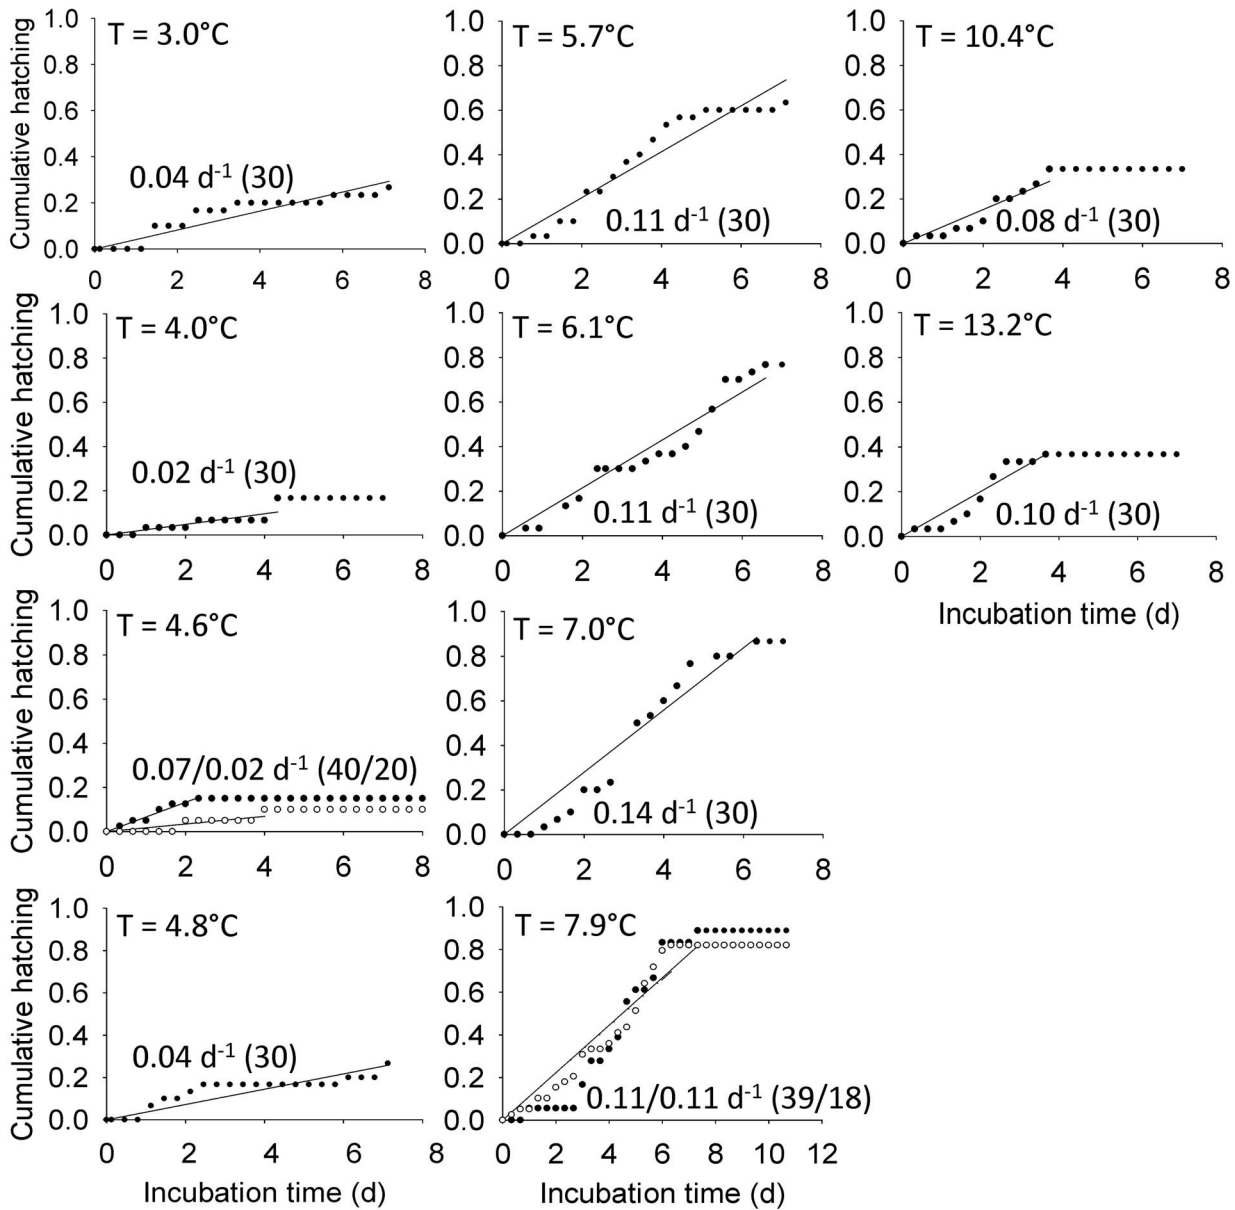 T = 3.0°C
Cumulative hatching
1.0
0.8
0.6
0.4
0.2
0.0
0.04 d⁻¹ (30)
0 2 4 6 8
T = 5.7°C
1.0
0.8
0.6
0.4
0.2
0.0
0.11 d⁻¹ (30)
0 2 4 6 8
T = 10.4°C
1.0
0.8
0.6
0.4
0.2
0.0
0.08 d⁻¹ (30)
0 2 4 6 8
T = 4.0°C
Cumulative hatching
1.0
0.8
0.6
0.4
0.2
0.0
0.02 d⁻¹ (30)
0 2 4 6 8
T = 6.1°C
1.0
0.8
0.6
0.4
0.2
0.0
0.11 d⁻¹ (30)
0 2 4 6 8
T = 13.2°C
1.0
0.8
0.6
0.4
0.2
0.0
0.10 d⁻¹ (30)
0 2 4 6 8
Incubation time (d)
T = 4.6°C
Cumulative hatching
1.0
0.8
0.6
0.4
0.2
0.0
0.07/0.02 d⁻¹ (40/20)
0 2 4 6 8
T = 7.0°C
1.0
0.8
0.6
0.4
0.2
0.0
0.14 d⁻¹ (30)
0 2 4 6 8
T = 4.8°C
Cumulative hatching
1.0
0.8
0.6
0.4
0.2
0.0
0.04 d⁻¹ (30)
0 2 4 6 8
Incubation time (d)
T = 7.9°C
1.0
0.8
0.6
0.4
0.2
0.0
0.11/0.11 d⁻¹ (39/18)
0 2 4 6 8 10 12
Incubation time (d)